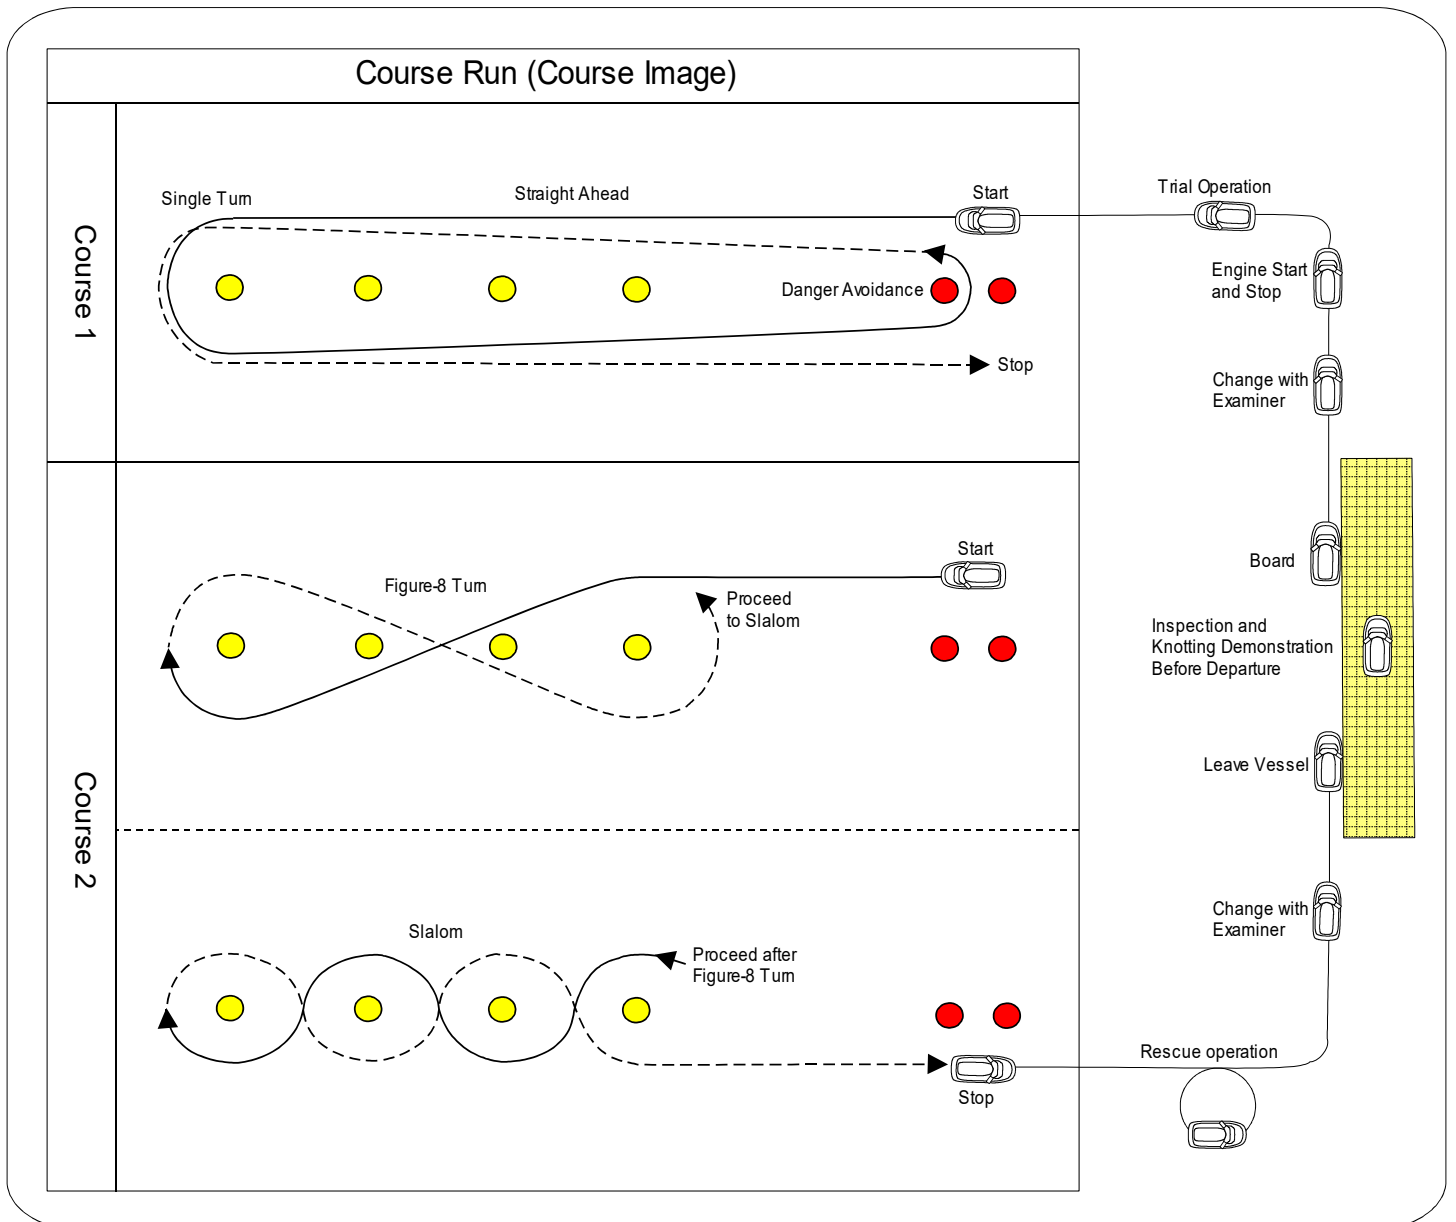 Course Run (Course Image)
Course 1
Single Turn
Straight Ahead
Start
Danger Avoidance
Stop
Trial Operation
Engine Start
and Stop
Change with
Examiner
Board
Inspection and
Knotting Demonstration
Before Departure
Leave Vessel
Change with
Examiner
Rescue operation
Course 2
Figure-8 Turn
Start
Proceed
to Slalom
Slalom
Proceed after
Figure-8 Turn
Stop